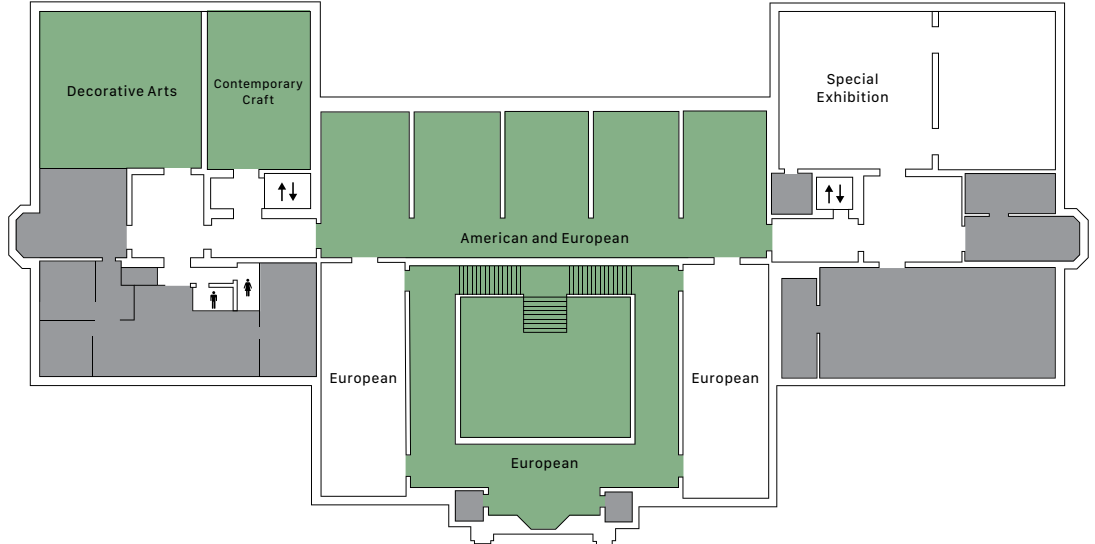 Decorative Arts
Contemporary
Craft
Special
Exhibition
American and European
European
European
European